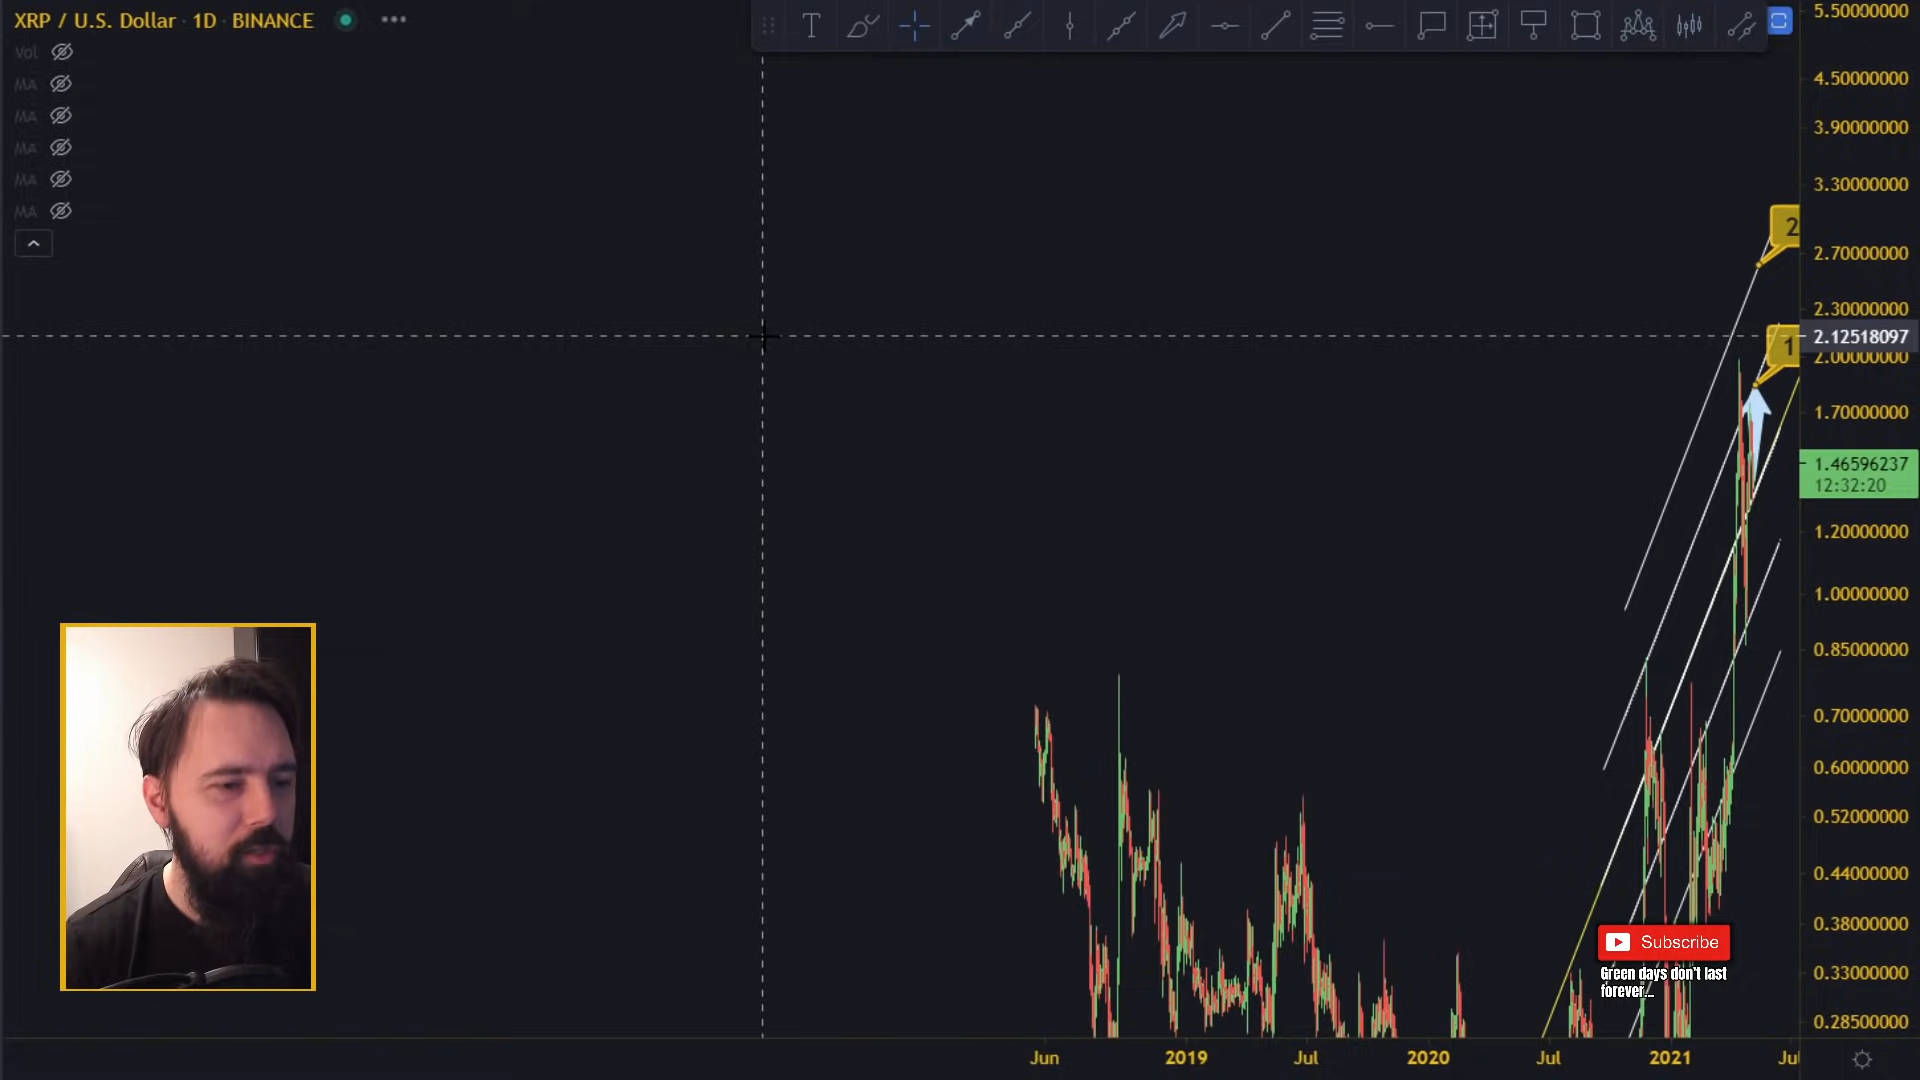 XRP / U.S. Dollar · 1D · BINANCE
Vol
MA
MA
MA
MA
MA
T
5.50000000
4.50000000
3.90000000
3.30000000
2
2.70000000
2.30000000
2.12518097
1
2.00000000
1.70000000
1.46596237
12:32:20
1.20000000
1.00000000
0.85000000
0.70000000
0.60000000
0.52000000
0.44000000
0.38000000
Subscribe
Green days don't last
forever...
0.33000000
0.28500000
Jun 2019 Jul 2020 Jul 2021 Jul